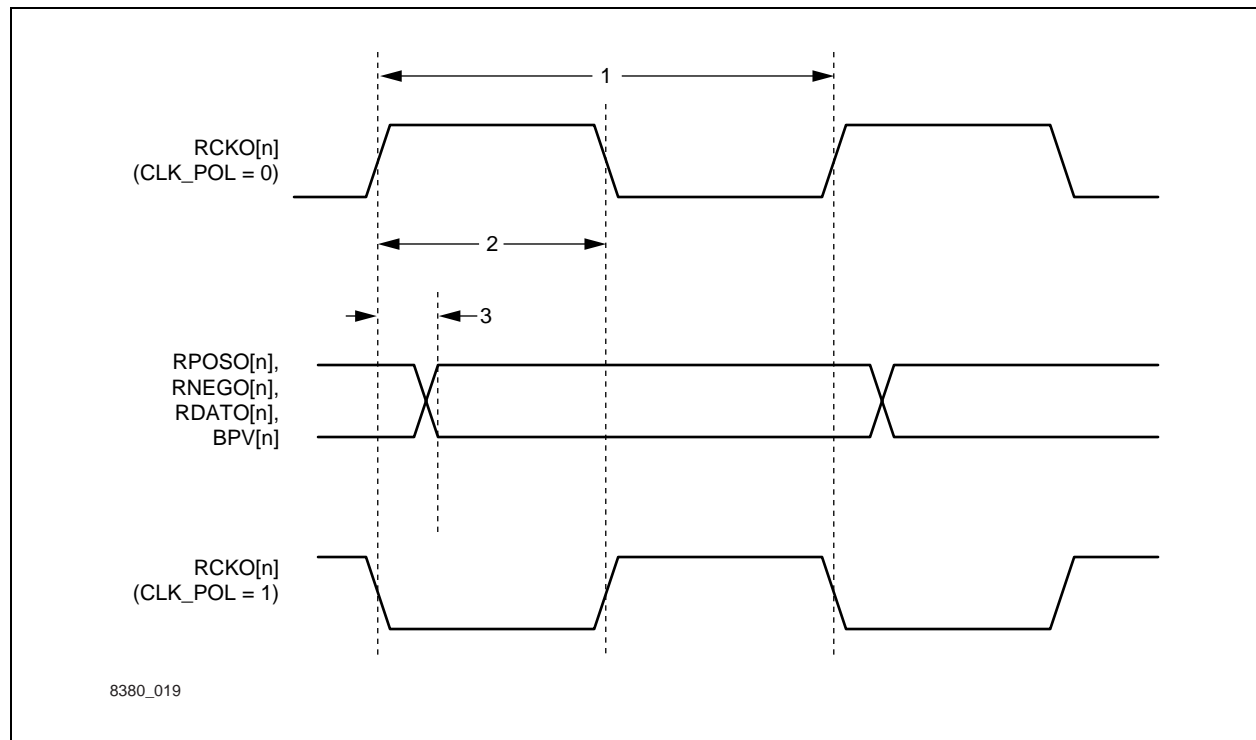 1
RCKO[n]
(CLK_POL = 0)
2
3
RPOSO[n],
RNEGO[n],
RDATO[n],
BPV[n]
RCKO[n]
(CLK_POL = 1)
8380_019